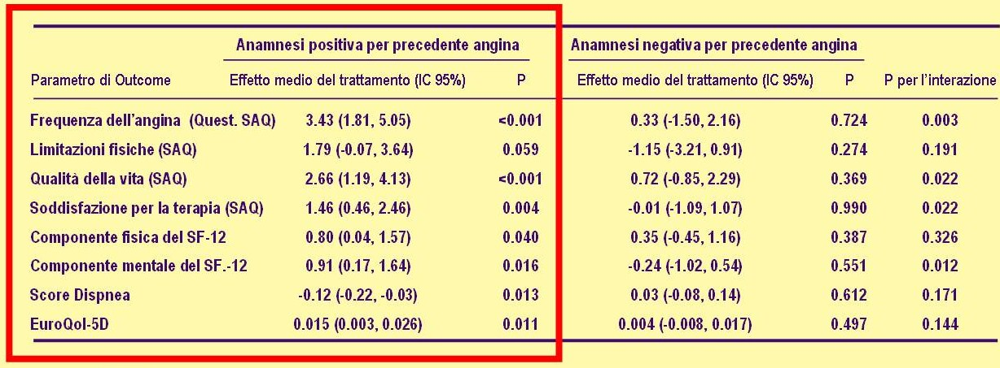 Anamnesi positiva per precedente angina Anamnesi negativa per precedente angina
Parametro di Outcome Effetto medio del trattamento (IC 95%) P Effetto medio del trattamento (IC 95%) P P per l'interazione
Frequenza dell'angina (Quest. SAQ) 3.43 (1.81, 5.05) <0.001 0.33 (-1.50, 2.16) 0.724 0.003
Limitazioni fisiche (SAQ) 1.79 (-0.07, 3.64) 0.059 -1.15 (-3.21, 0.91) 0.274 0.191
Qualità della vita (SAQ) 2.66 (1.19, 4.13) <0.001 0.72 (-0.85, 2.29) 0.369 0.022
Soddisfazione per la terapia (SAQ) 1.46 (0.46, 2.46) 0.004 -0.01 (-1.09, 1.07) 0.990 0.022
Componente fisica del SF-12 0.80 (0.04, 1.57) 0.040 0.35 (-0.45, 1.16) 0.387 0.326
Componente mentale del SF.-12 0.91 (0.17, 1.64) 0.016 -0.24 (-1.02, 0.54) 0.551 0.012
Score Dispnea -0.12 (-0.22, -0.03) 0.013 0.03 (-0.08, 0.14) 0.612 0.171
EuroQol-5D 0.015 (0.003, 0.026) 0.011 0.004 (-0.008, 0.017) 0.497 0.144